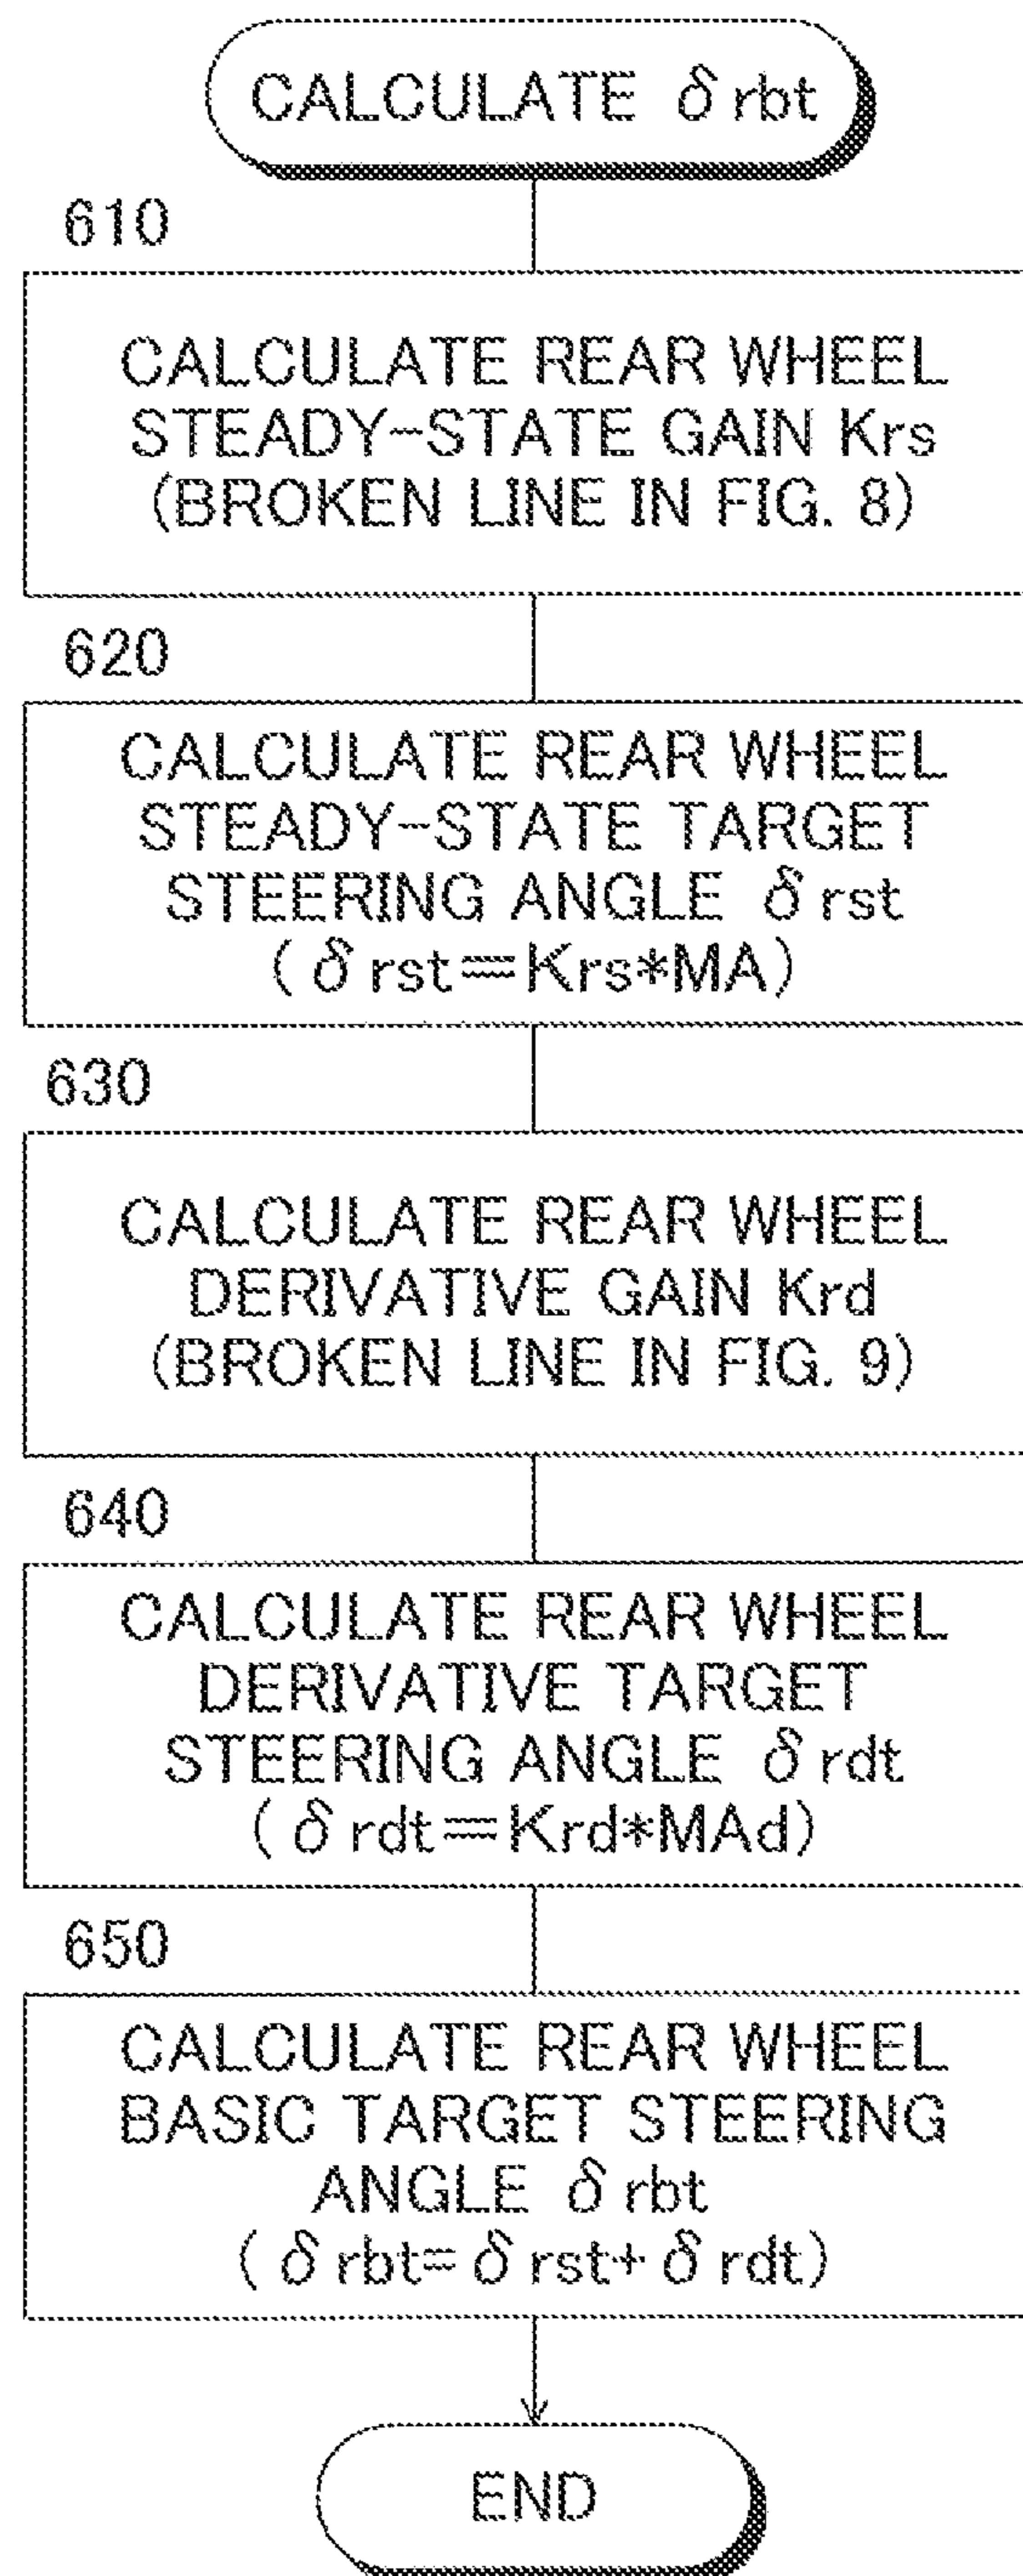 CALCULATE δrbt
610
CALCULATE REAR WHEEL
STEADY-STATE GAIN Krs
(BROKEN LINE IN FIG. 8)
620
CALCULATE REAR WHEEL
STEADY-STATE TARGET
STEERING ANGLE δrst
(δrst=Krs*MA)
630
CALCULATE REAR WHEEL
DERIVATIVE GAIN Krd
(BROKEN LINE IN FIG. 9)
640
CALCULATE REAR WHEEL
DERIVATIVE TARGET
STEERING ANGLE δrdt
(δrdt=Krd*MAd)
650
CALCULATE REAR WHEEL
BASIC TARGET STEERING
ANGLE δrbt
(δrbt=δrst+δrdt)
END